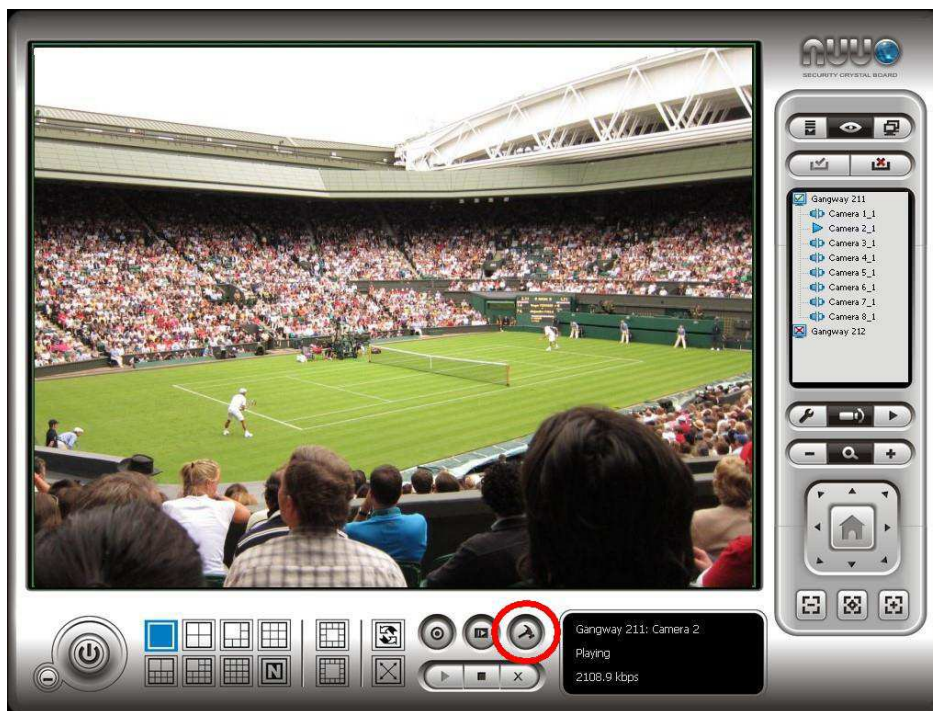 NUUO
SECURITY CRYSTAL BOARD
Gangway 211
Camera 1_1
Camera 2_1
Camera 3_1
Camera 4_1
Camera 5_1
Camera 6_1
Camera 7_1
Camera 8_1
Gangway 212
N
Gangway 211: Camera 2
Playing
2108.9 kbps